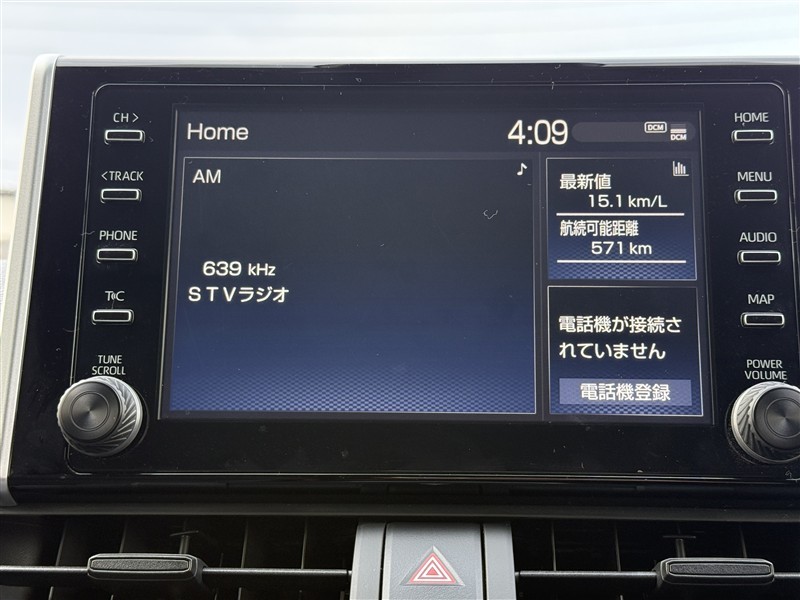 CH >
Home
4:09
DCM
DCM
HOME
<TRACK
AM
最新値
15.1 km/L
MENU
PHONE
航続可能距離
571 km
AUDIO
639 kHz
ＳＴＶラジオ
T&C
MAP
電話機が接続さ
れていません
電話機登録
TUNE
SCROLL
POWER
VOLUME